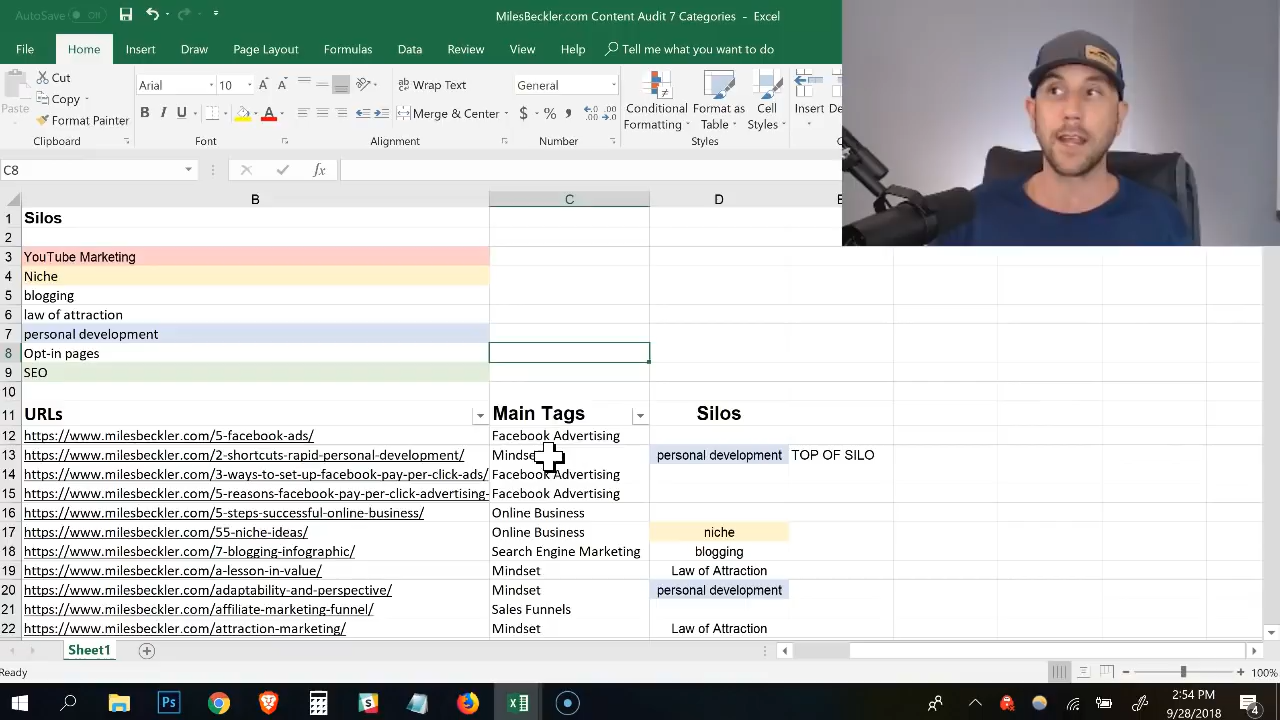 AutoSave Off
MilesBeckler.com Content Audit 7 Categories - Excel
File Home Insert Draw Page Layout Formulas Data Review View Help Tell me what you want to do
Paste
Cut
Copy
Format Painter
Clipboard
Arial 10
B I U
Font
Wrap Text
Merge & Center
Alignment
General
$ % ,
Number
Conditional Formatting
Format as Table
Cell Styles
Styles
Insert
C8
fx
B C D E
1 Silos
2
3 YouTube Marketing
4 Niche
5 blogging
6 law of attraction
7 personal development
8 Opt-in pages
9 SEO
10
11 URLs Main Tags Silos
12 https://www.milesbeckler.com/5-facebook-ads/ Facebook Advertising
13 https://www.milesbeckler.com/2-shortcuts-rapid-personal-development/ Mindse personal development TOP OF SILO
14 https://www.milesbeckler.com/3-ways-to-set-up-facebook-pay-per-click-ads/ Facebook Advertising
15 https://www.milesbeckler.com/5-reasons-facebook-pay-per-click-advertising- Facebook Advertising
16 https://www.milesbeckler.com/5-steps-successful-online-business/ Online Business
17 https://www.milesbeckler.com/55-niche-ideas/ Online Business niche
18 https://www.milesbeckler.com/7-blogging-infographic/ Search Engine Marketing blogging
19 https://www.milesbeckler.com/a-lesson-in-value/ Mindset Law of Attraction
20 https://www.milesbeckler.com/adaptability-and-perspective/ Mindset personal development
21 https://www.milesbeckler.com/affiliate-marketing-funnel/ Sales Funnels
22 https://www.milesbeckler.com/attraction-marketing/ Mindset Law of Attraction
Sheet1
Ready
100%
2:54 PM
9/28/2018
4